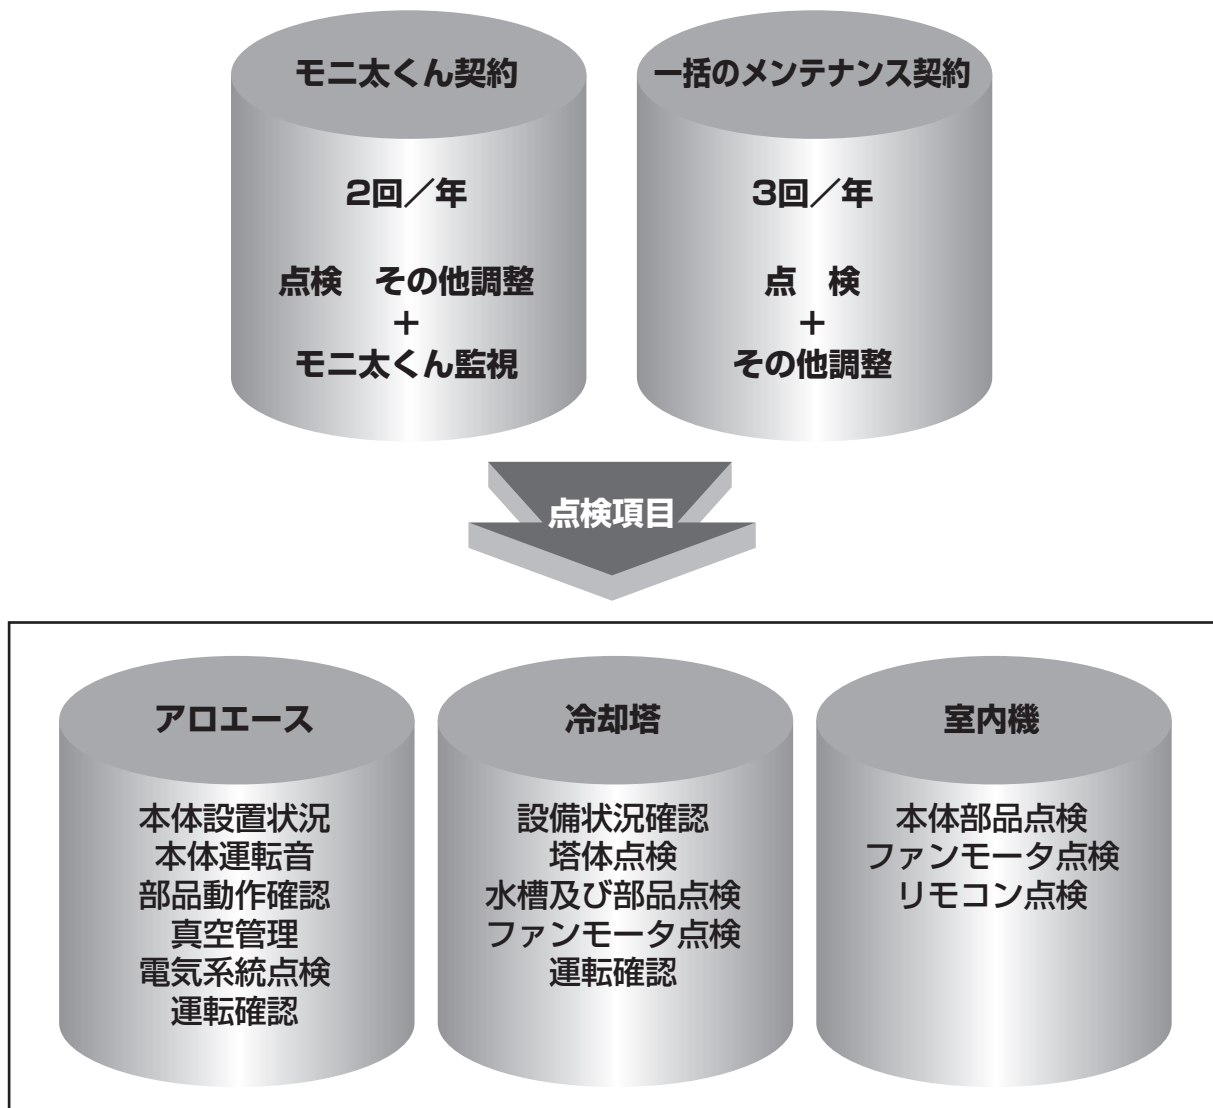 モニ太くん契約
2回／年
点検　その他調整
＋
モニ太くん監視
一括のメンテナンス契約
3回／年
点　検
＋
その他調整
点検項目
アロエース
本体設置状況
本体運転音
部品動作確認
真空管理
電気系統点検
運転確認
冷却塔
設備状況確認
塔体点検
水槽及び部品点検
ファンモータ点検
運転確認
室内機
本体部品点検
ファンモータ点検
リモコン点検